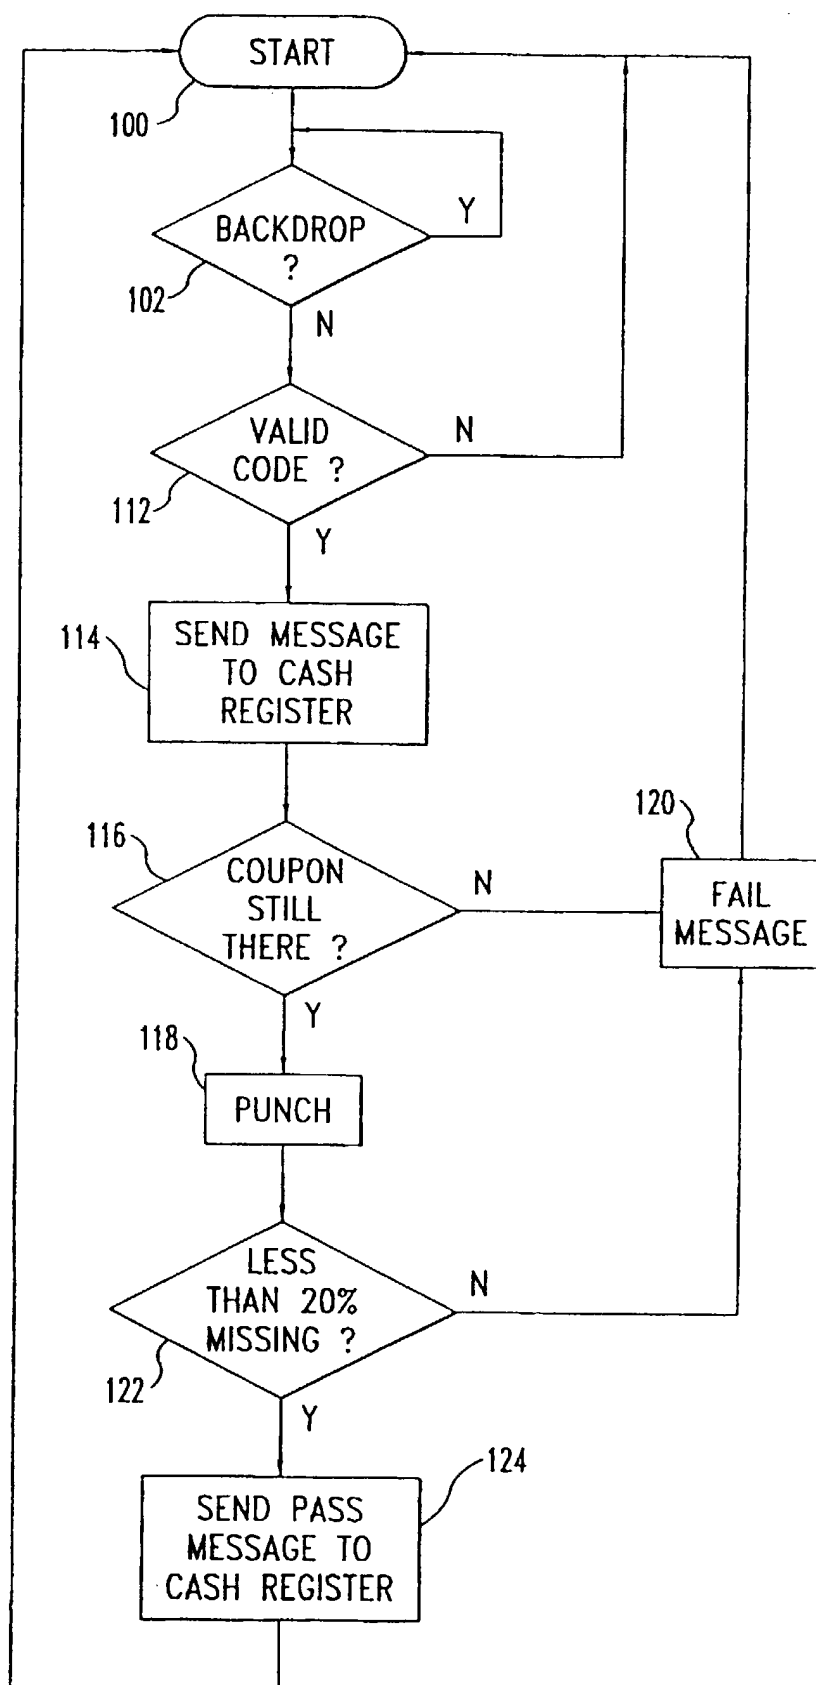 START
100
BACKDROP
?
Y
102
N
VALID
CODE ?
N
112
Y
114
SEND MESSAGE
TO CASH
REGISTER
116
COUPON
STILL
THERE ?
N
120
FAIL
MESSAGE
Y
118
PUNCH
LESS
THAN 20%
MISSING ?
N
122
Y
124
SEND PASS
MESSAGE TO
CASH REGISTER